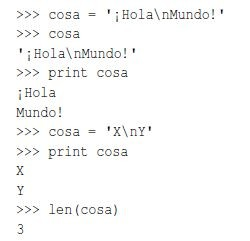 >>> cosa = '¡Hola\nMundo!'
>>> cosa
'¡Hola\nMundo!'
>>> print cosa
¡Hola
Mundo!
>>> cosa = 'X\nY'
>>> print cosa
X
Y
>>> len(cosa)
3